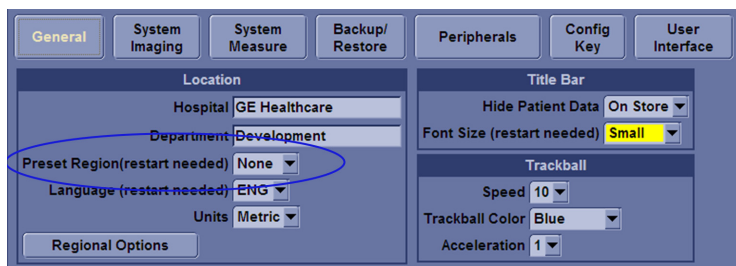 General
System Imaging
System Measure
Backup/ Restore
Peripherals
Config Key
User Interface
Location
Hospital GE Healthcare
Department Development
Preset Region(restart needed) None
Language (restart needed) ENG
Units Metric
Regional Options
Title Bar
Hide Patient Data On Store
Font Size (restart needed) Small
Trackball
Speed 10
Trackball Color Blue
Acceleration 1